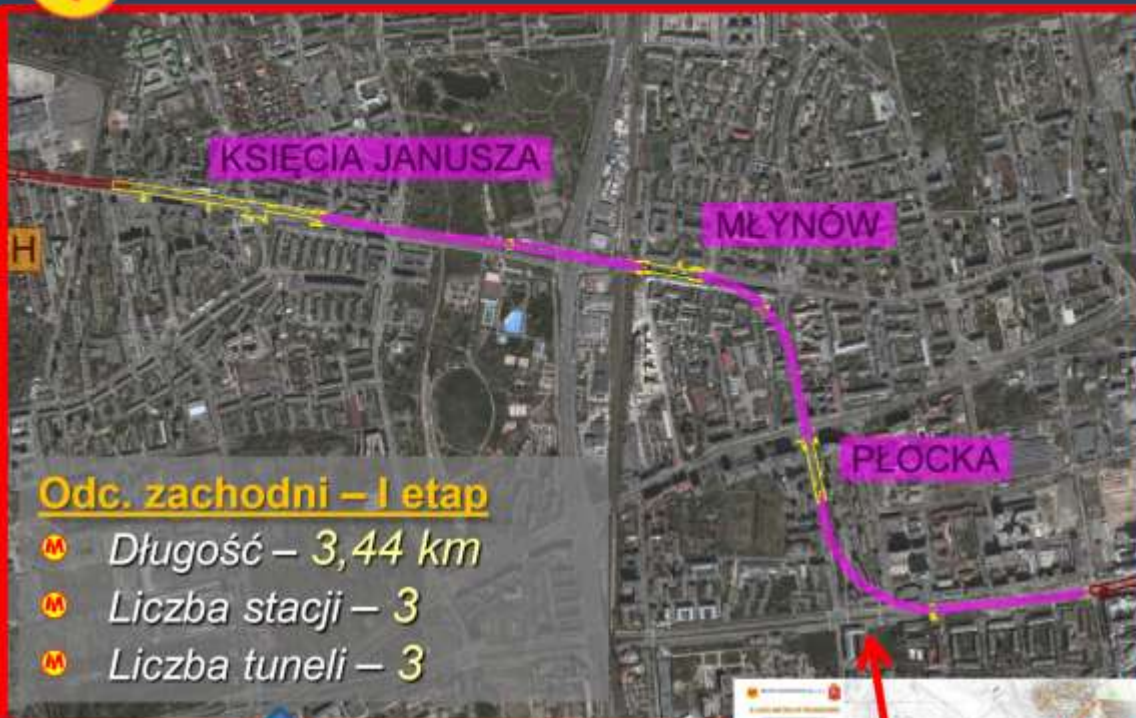 KSIĘCIA JANUSZA
MŁYNÓW
H
PŁOCKA
Odc. zachodni – I etap
Długość – 3,44 km
Liczba stacji – 3
Liczba tuneli – 3